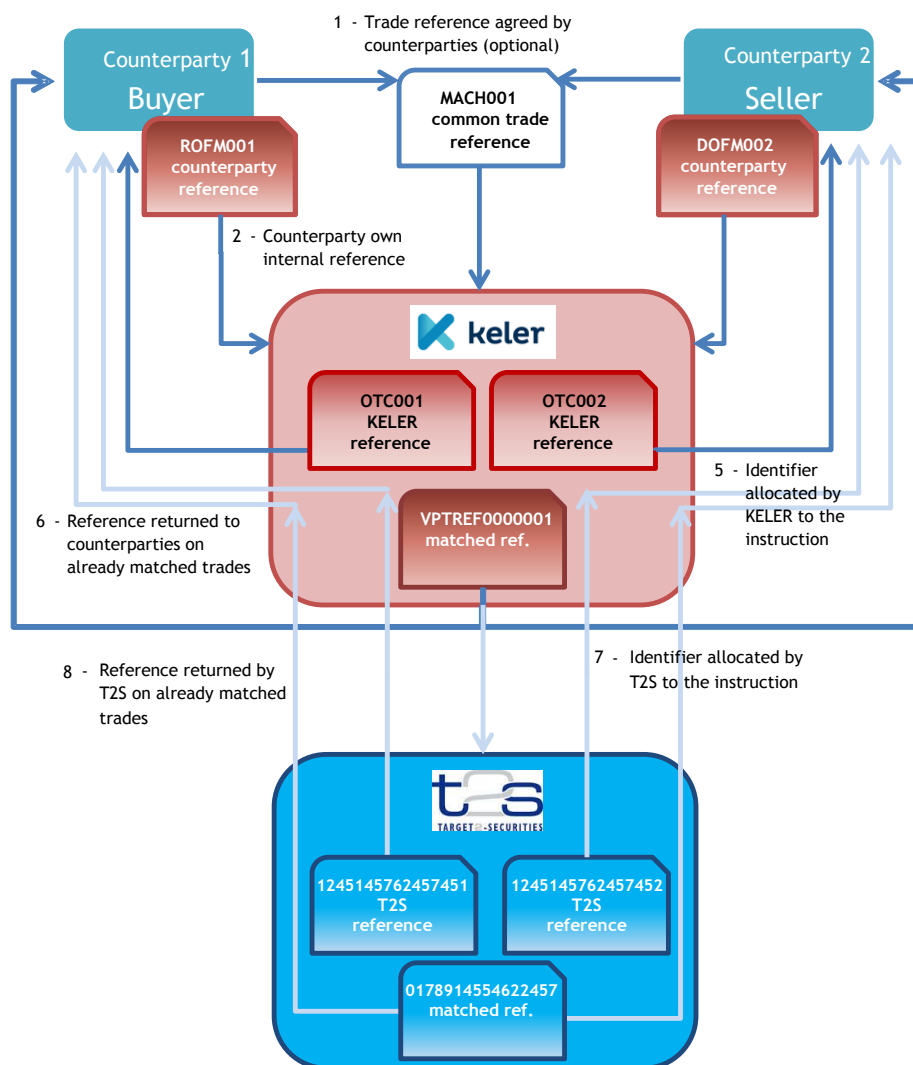 1 - Trade reference agreed by
counterparties (optional)
Counterparty 1
Buyer
Counterparty 2
Seller
MACH001
common trade
reference
ROFM001
counterparty
reference
DOFM002
counterparty
reference
2 - Counterparty own
internal reference
keler
OTC001
KELER
reference
OTC002
KELER
reference
5 - Identifier
allocated by
KELER to the
instruction
6 - Reference returned to
counterparties on
already matched trades
VPTREF0000001
matched ref.
8 - Reference returned by
T2S on already matched
trades
7 - Identifier allocated by
T2S to the instruction
t2s
TARGET2-SECURITIES
1245145762457451
T2S
reference
1245145762457452
T2S
reference
0178914554622457
matched ref.